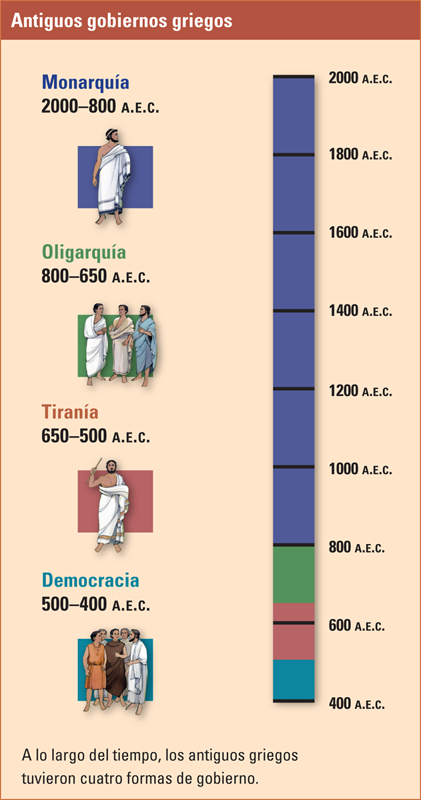 Antiguos gobiernos griegos
Monarquía
2000–800 A.E.C.
Oligarquía
800–650 A.E.C.
Tiranía
650–500 A.E.C.
Democracia
500–400 A.E.C.
2000 A.E.C.
1800 A.E.C.
1600 A.E.C.
1400 A.E.C.
1200 A.E.C.
1000 A.E.C.
800 A.E.C.
600 A.E.C.
400 A.E.C.
A lo largo del tiempo, los antiguos griegos
tuvieron cuatro formas de gobierno.